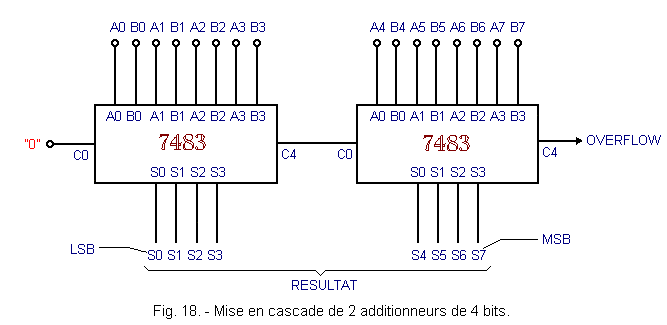 A0 B0 A1 B1 A2 B2 A3 B3 A4 B4 A5 B5 A6 B6 A7 B7
A0 B0 A1 B1 A2 B2 A3 B3 A0 B0 A1 B1 A2 B2 A3 B3
"0" 7483 7483 OVERFLOW
C0 C4 C0 C4
S0 S1 S2 S3 S0 S1 S2 S3
LSB MSB
S0 S1 S2 S3 S4 S5 S6 S7
RESULTAT
Fig. 18. - Mise en cascade de 2 additionneurs de 4 bits.